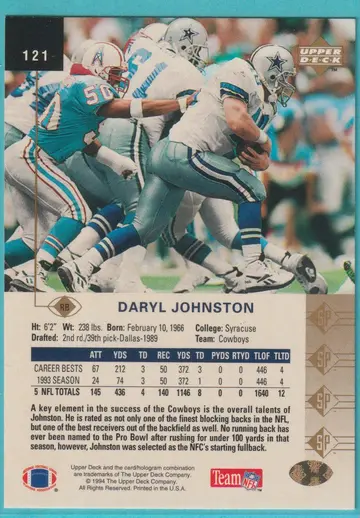 121
UPPER
DECK
50
RB
DARYL JOHNSTON
Ht: 6'2" Wt: 238 lbs. Born: February 10, 1966 College: Syracuse
Drafted: 2nd rd./39th pick-Dallas-1989 Team: Cowboys
ATT YDS TD REC YDS TD PYDS RTYD TLOF TLTD
CAREER BESTS 67 212 3 50 372 3 0 0 446 4
1993 SEASON 24 74 3 50 372 1 0 0 446 4
5 NFL TOTALS 145 436 4 140 1146 8 0 0 1640 12
A key element in the success of the Cowboys is the overall talents of
Johnston. He is rated as not only one of the finest blocking backs in the NFL,
but one of the best receivers out of the backfield as well. No running back has
ever been named to the Pro Bowl after rushing for under 100 yards in that
season, however, Johnston was selected as the NFC's starting fullback.
SP
SP
SP
SP
Upper Deck and the card/hologram combination
are trademarks of The Upper Deck Company.
© 1994 The Upper Deck Company.
All Rights Reserved. Printed in the U.S.A.
Team NFL